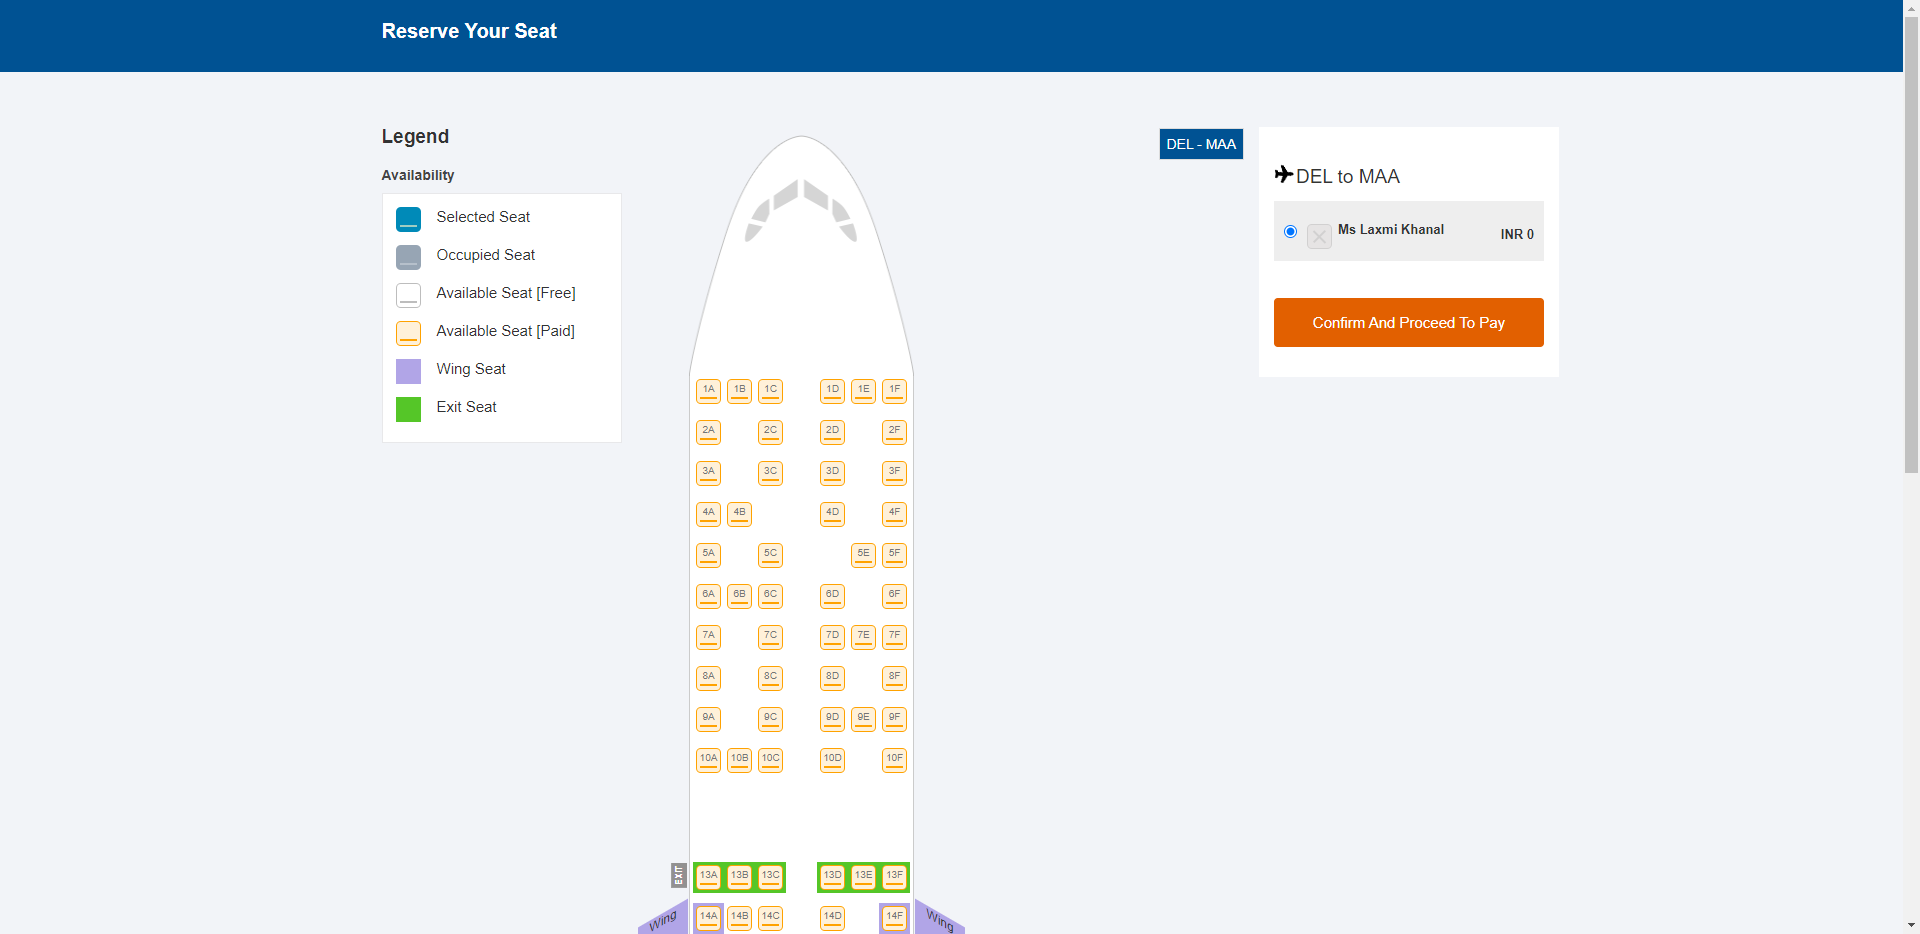 Reserve Your Seat
Legend
Availability
Selected Seat
Occupied Seat
Available Seat [Free]
Available Seat [Paid]
Wing Seat
Exit Seat
1A 1B 1C 1D 1E 1F
2A 2C 2D 2F
3A 3C 3D 3F
4A 4B 4D 4F
5A 5C 5E 5F
6A 6B 6C 6D 6F
7A 7C 7D 7E 7F
8A 8C 8D 8F
9A 9C 9D 9E 9F
10A 10B 10C 10D 10F
EXIT 13A 13B 13C 13D 13E 13F
Wing 14A 14B 14C 14D 14F Wing
DEL - MAA
DEL to MAA
Ms Laxmi Khanal INR 0
Confirm And Proceed To Pay